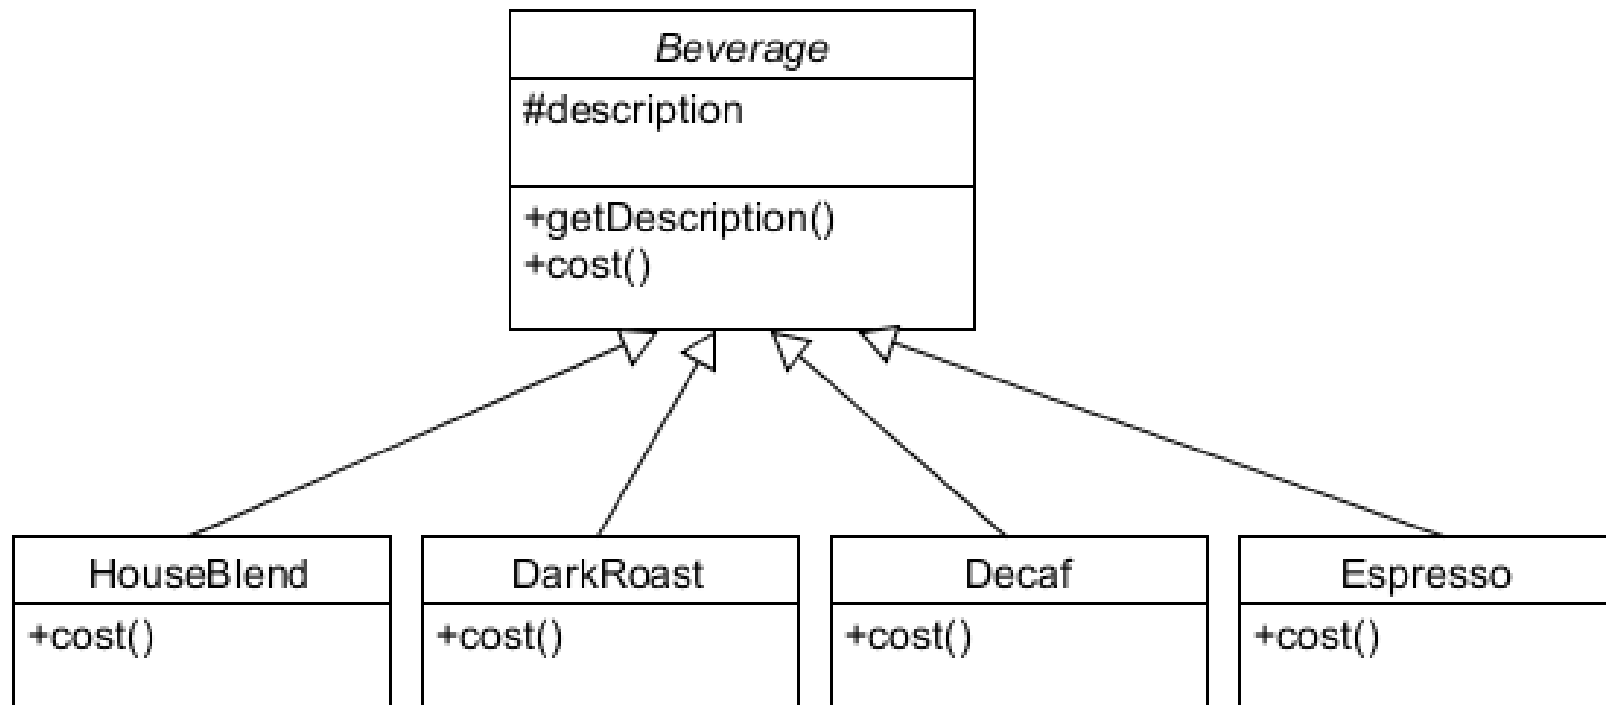 Beverage
#description
+getDescription()
+cost()
HouseBlend
+cost()
DarkRoast
+cost()
Decaf
+cost()
Espresso
+cost()